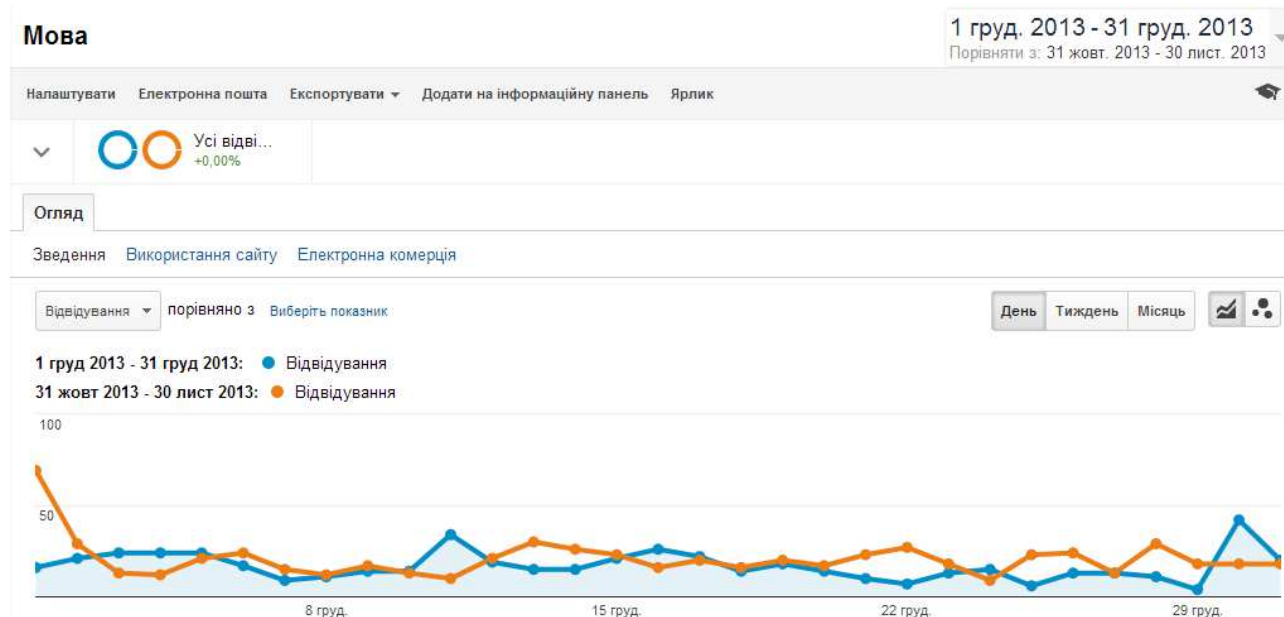 Мова
1 груд. 2013 - 31 груд. 2013
Порівняти з: 31 жовт. 2013 - 30 лист. 2013
Налаштувати Електронна пошта Експортувати Додати на інформаційну панель Ярлик
Усі відві...
+0,00%
Огляд
Зведення Використання сайту Електронна комерція
Відвідування порівняно з Виберіть показник
День Тиждень Місяць
1 груд 2013 - 31 груд 2013: Відвідування
31 жовт 2013 - 30 лист 2013: Відвідування
100
50
8 груд. 15 груд. 22 груд. 29 груд.